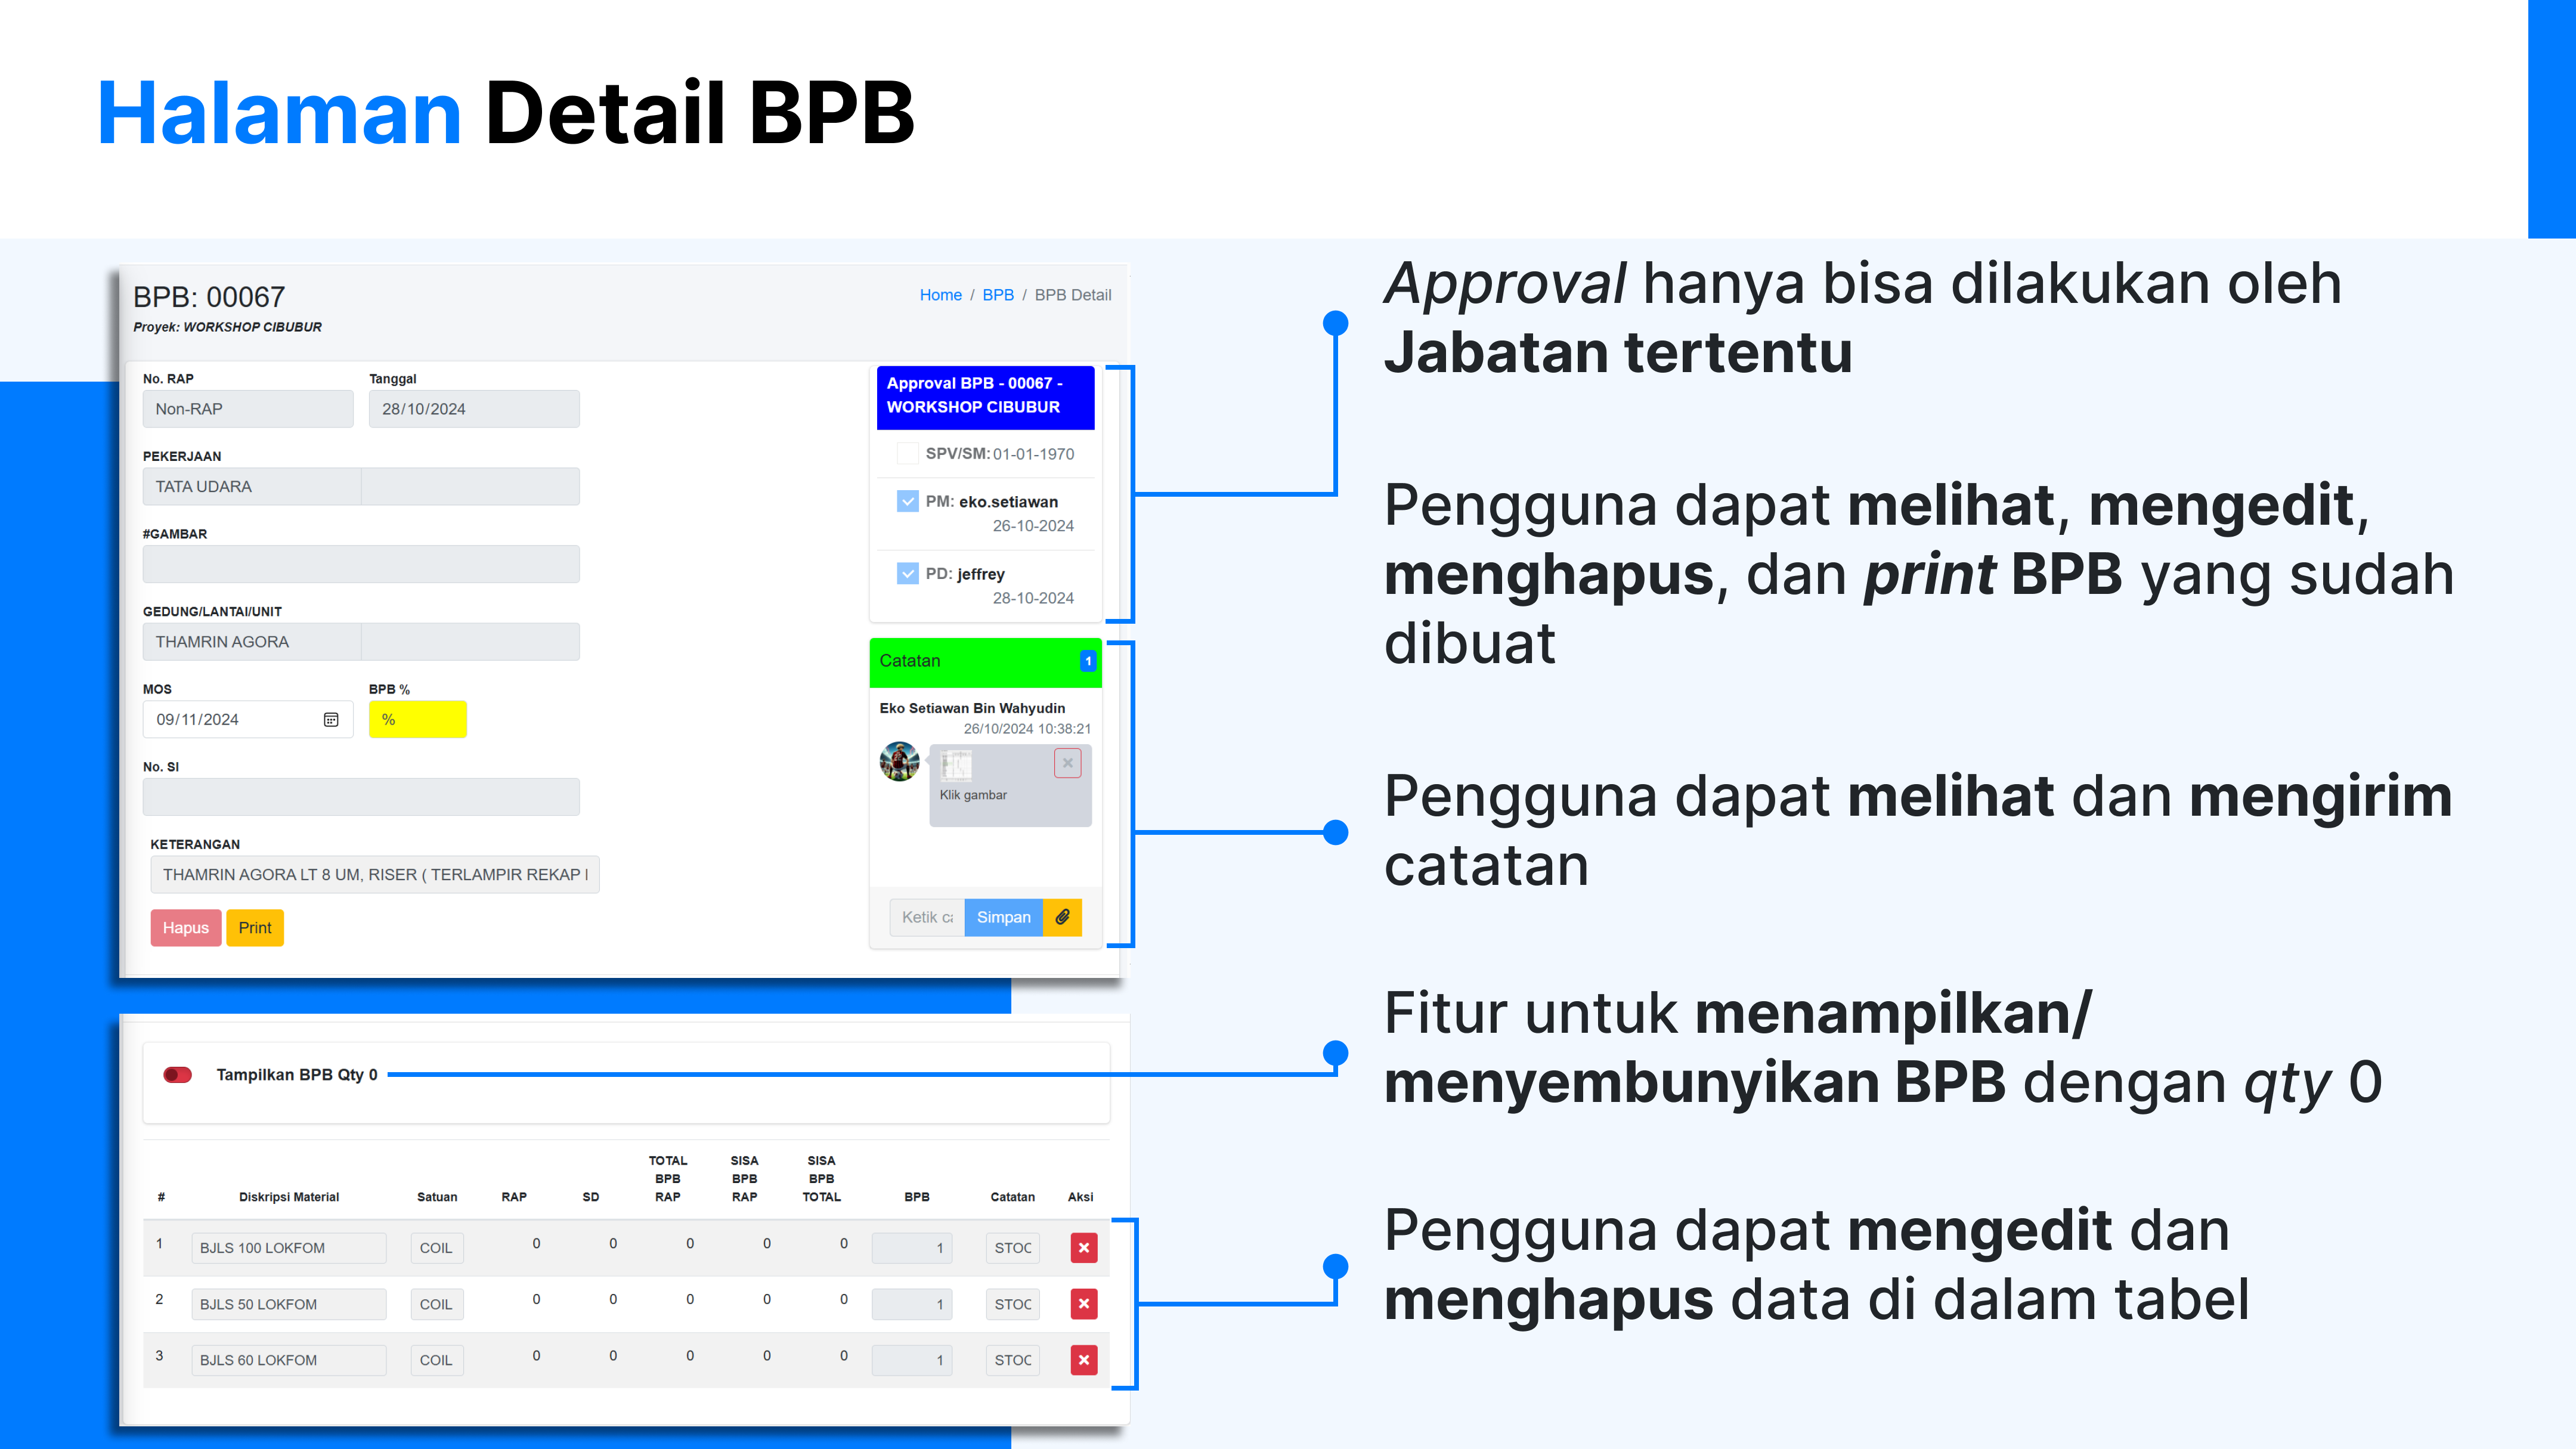 Halaman Detail BPB
BPB: 00067
Home / BPB / BPB Detail
Proyek: WORKSHOP CIBUBUR
No. RAP
Tanggal
Non-RAP
28/10/2024
PEKERJAAN
TATA UDARA
#GAMBAR
GEDUNG/LANTAI/UNIT
THAMRIN AGORA
MOS
BPB %
09/11/2024
%
No. SI
KETERANGAN
THAMRIN AGORA LT 8 UM, RISER ( TERLAMPIR REKAP
Hapus
Print
Approval BPB - 00067 -
WORKSHOP CIBUBUR
SPV/SM: 01-01-1970
PM: eko.setiawan
26-10-2024
PD: jeffrey
28-10-2024
Catatan
1
Eko Setiawan Bin Wahyudin
26/10/2024 10:38:21
Klik gambar
Ketik ca
Simpan
Tampilkan BPB Qty 0
# Diskripsi Material Satuan RAP SD TOTAL BPB RAP SISA BPB RAP SISA BPB TOTAL BPB Catatan Aksi
1 BJLS 100 LOKFOM COIL 0 0 0 0 0 1 STOC
2 BJLS 50 LOKFOM COIL 0 0 0 0 0 1 STOC
3 BJLS 60 LOKFOM COIL 0 0 0 0 0 1 STOC
Approval hanya bisa dilakukan oleh
Jabatan tertentu
Pengguna dapat melihat, mengedit,
menghapus, dan print BPB yang sudah
dibuat
Pengguna dapat melihat dan mengirim
catatan
Fitur untuk menampilkan/
menyembunyikan BPB dengan qty 0
Pengguna dapat mengedit dan
menghapus data di dalam tabel